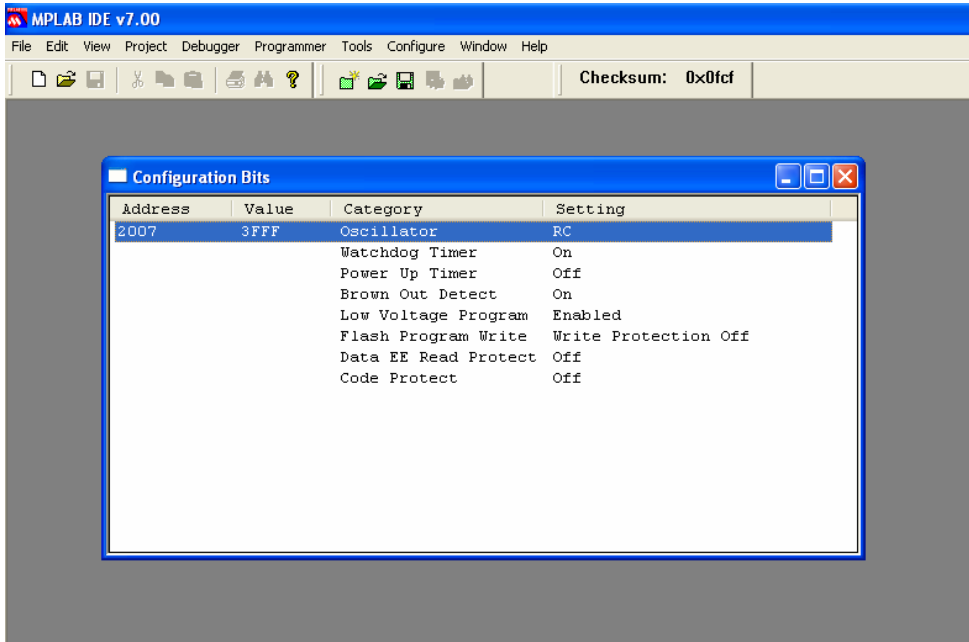 MPLAB IDE v7.00
File Edit View Project Debugger Programmer Tools Configure Window Help
Checksum: 0x0fcf
Configuration Bits
Address Value Category Setting
2007 3FFF Oscillator RC
Watchdog Timer On
Power Up Timer Off
Brown Out Detect On
Low Voltage Program Enabled
Flash Program Write Write Protection Off
Data EE Read Protect Off
Code Protect Off